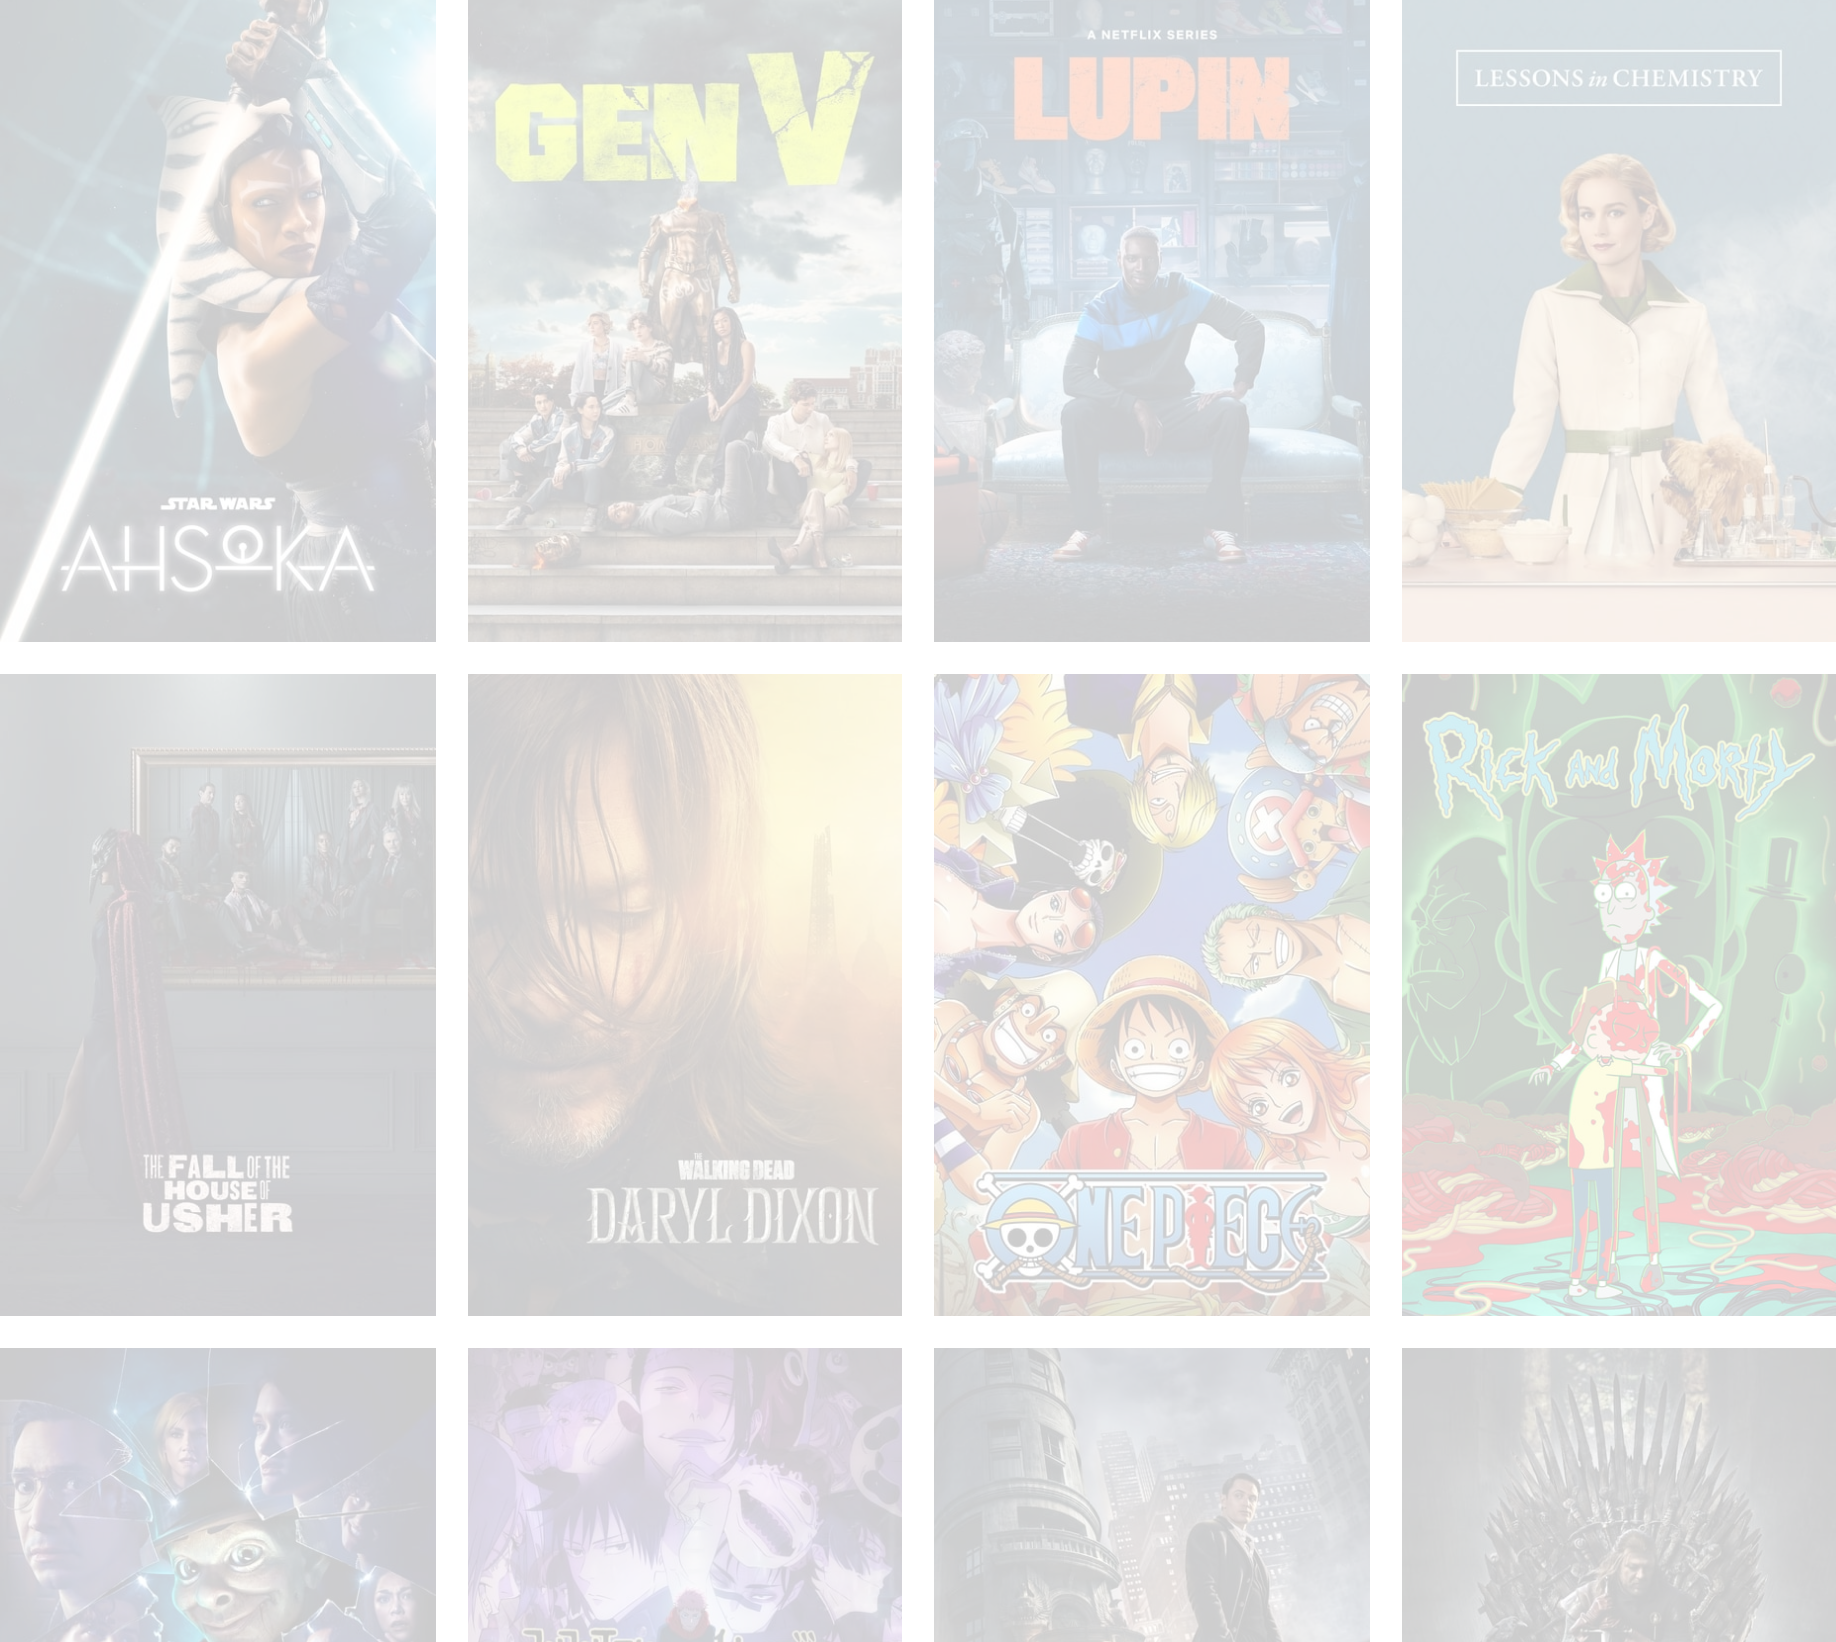 A NETFLIX SERIES
GEN V
LUPIN
LESSONS in CHEMISTRY
STAR WARS
AHSOKA
RICK AND MORTY
THE FALL OF THE
HOUSE OF
USHER
THE
WALKING DEAD
DARYL DIXON
ONE PIECE